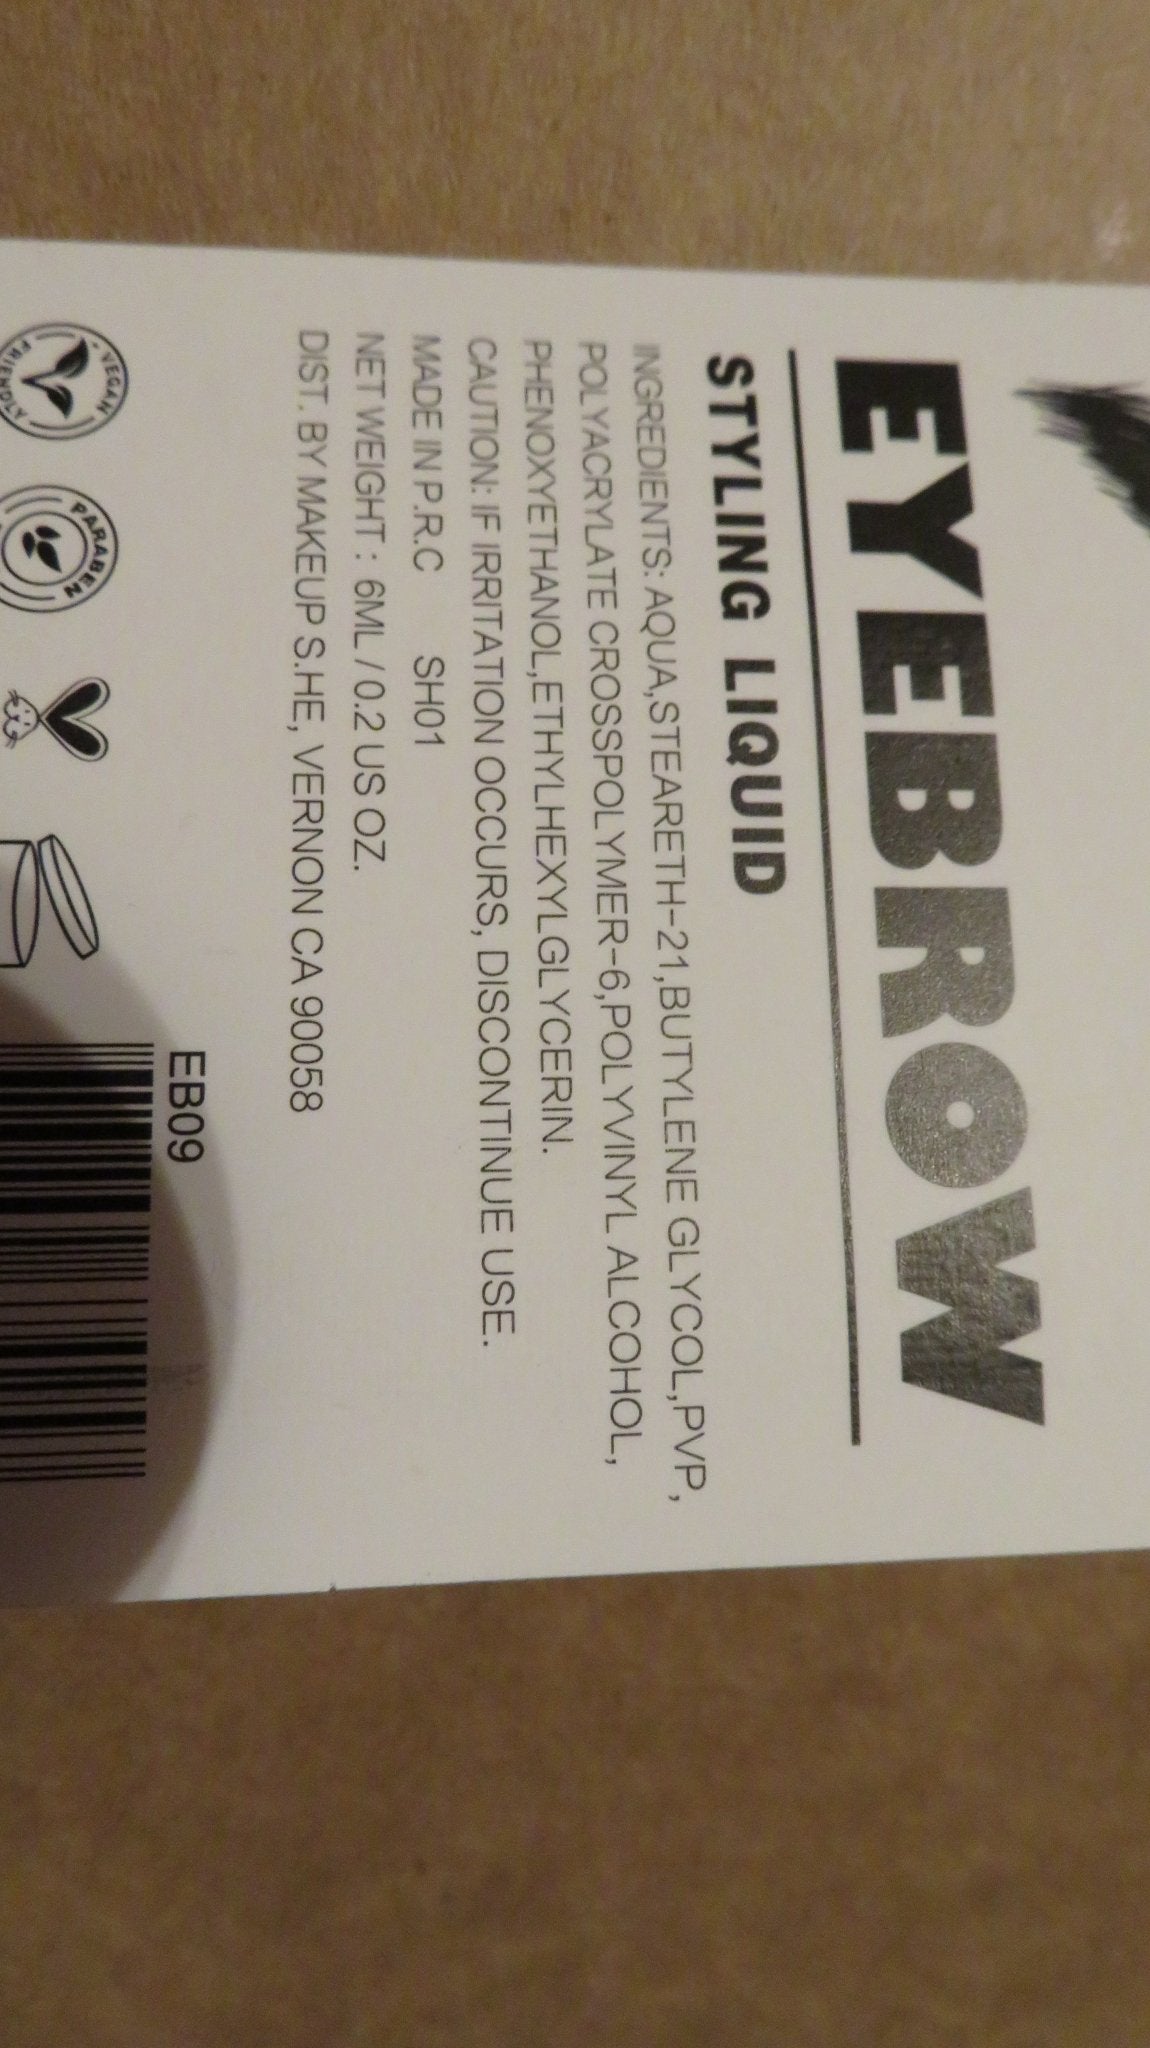 EYEBROW
STYLING LIQUID
INGREDIENTS: AQUA,STEARETH-21,BUTYLENE GLYCOL,PVP,
POLYACRYLATE CROSSPOLYMER-6,POLYVINYL ALCOHOL,
PHENOXYETHANOL,ETHYLHEXYLGLYCERIN.
CAUTION: IF IRRITATION OCCURS, DISCONTINUE USE.
MADE IN P.R.C SH01
NET WEIGHT : 6ML / 0.2 US OZ.
DIST. BY MAKEUP S.HE, VERNON CA 90058
EB09
VEGAN
FRIENDLY
PARABEN